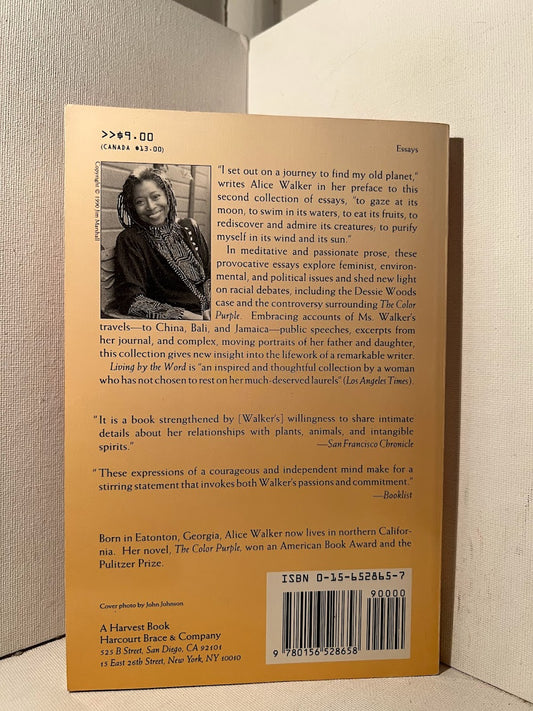 >>$9.00
(CANADA $13.00)
Essays
Copyright © 1990 Jim Marshall
"I set out on a journey to find my old planet,"
writes Alice Walker in her preface to this
second collection of essays, "to gaze at its
moon, to swim in its waters, to eat its fruits, to
rediscover and admire its creatures; to purify
myself in its wind and its sun."
In meditative and passionate prose, these
provocative essays explore feminist, environ-
mental, and political issues and shed new light
on racial debates, including the Dessie Woods
case and the controversy surrounding The Color
Purple. Embracing accounts of Ms. Walker's
travels—to China, Bali, and Jamaica—public speeches, excerpts from
her journal, and complex, moving portraits of her father and daughter,
this collection gives new insight into the lifework of a remarkable writer.
Living by the Word is "an inspired and thoughtful collection by a woman
who has not chosen to rest on her much-deserved laurels" (Los Angeles Times).
"It is a book strengthened by [Walker's] willingness to share intimate
details about her relationships with plants, animals, and intangible
spirits."
—San Francisco Chronicle
"These expressions of a courageous and independent mind make for a
stirring statement that invokes both Walker's passions and commitment."
—Booklist
Born in Eatonton, Georgia, Alice Walker now lives in northern Califor-
nia. Her novel, The Color Purple, won an American Book Award and the
Pulitzer Prize.
Cover photo by John Johnson
A Harvest Book
Harcourt Brace & Company
525 B Street, San Diego, CA 92101
15 East 26th Street, New York, NY 10010
ISBN 0-15-652865-7
90000
9 780156 528658